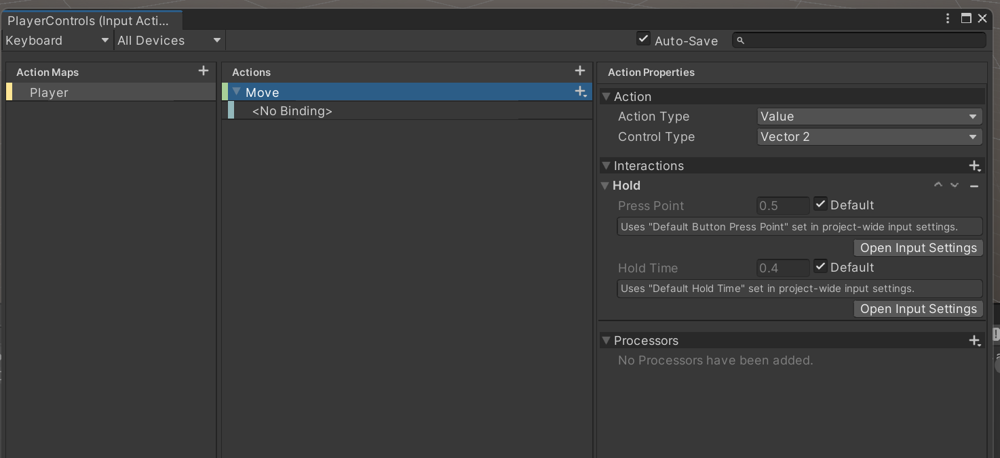 PlayerControls (Input Acti...
Keyboard All Devices Auto-Save
Action Maps
Player
Actions
Move
<No Binding>
Action Properties
Action
Action Type Value
Control Type Vector 2
Interactions
Hold
Press Point 0.5 Default
Uses "Default Button Press Point" set in project-wide input settings.
Open Input Settings
Hold Time 0.4 Default
Uses "Default Hold Time" set in project-wide input settings.
Open Input Settings
Processors
No Processors have been added.